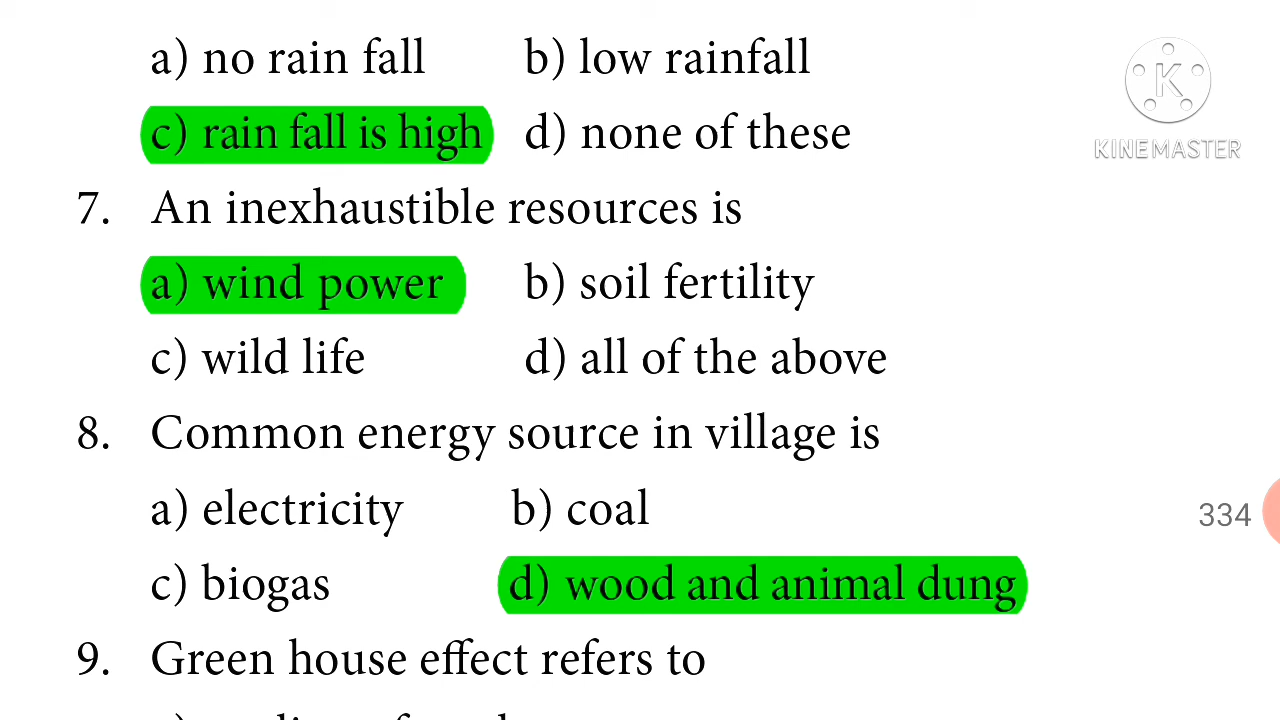 a) no rain fall b) low rainfall
c) rain fall is high d) none of these
7. An inexhaustible resources is
a) wind power b) soil fertility
c) wild life d) all of the above
8. Common energy source in village is
a) electricity b) coal
c) biogas d) wood and animal dung
9. Green house effect refers to
K
KINEMASTER
334